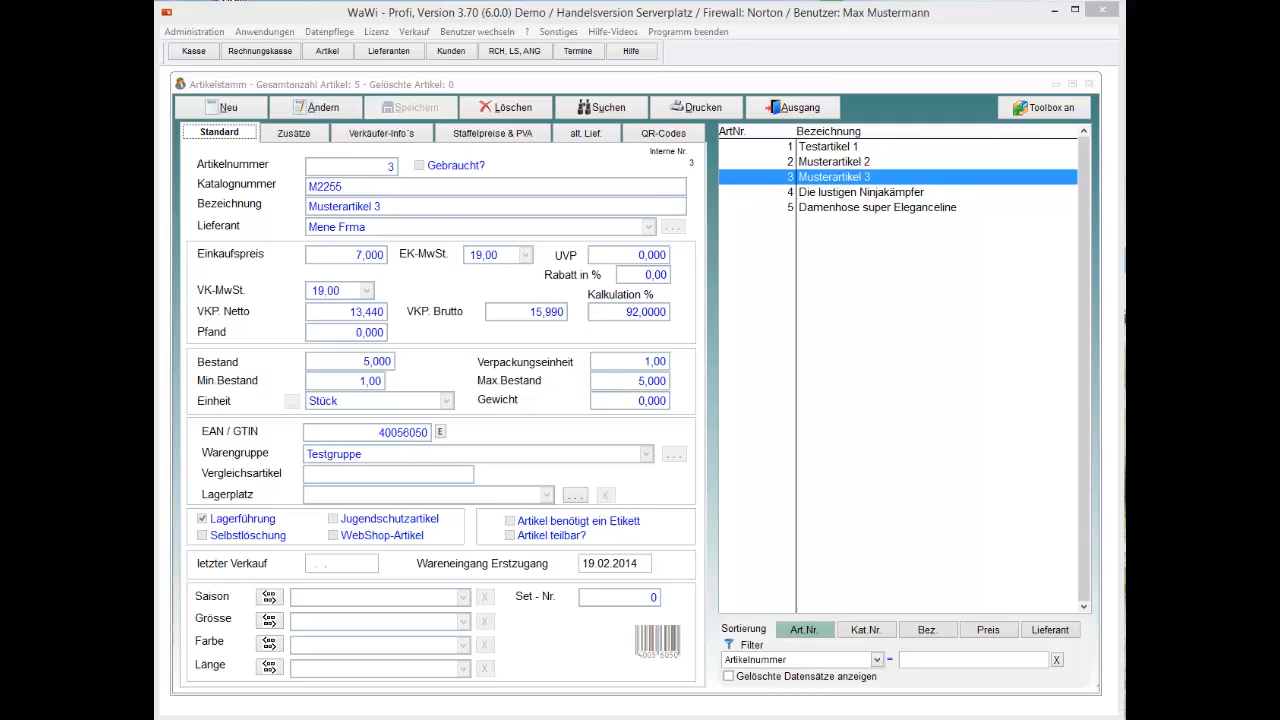 WaWi - Profi, Version 3.70 (6.0.0) Demo / Handelsversion Serverplatz / Firewall: Norton / Benutzer: Max Mustermann
Administration Anwendungen Datenpflege Lizenz Verkauf Benutzer wechseln ? Sonstiges Hilfe-Videos Programm beenden
Kasse Rechnungskasse Artikel Lieferanten Kunden RCH, LS, ANG Termine Hilfe
Artikelstamm - Gesamtanzahl Artikel: 5 - Gelöschte Artikel: 0
Neu Ändern Speichern Löschen Suchen Drucken Ausgang Toolbox an
Standard Zusätze Verkäufer-Info´s Staffelpreise & PVA alt. Lief. QR-Codes
Interne Nr.
3
Artikelnummer 3 Gebraucht?
Katalognummer M2255
Bezeichnung Musterartikel 3
Lieferant Mene Frma ...
Einkaufspreis 7,000 EK-MwSt. 19,00 UVP 0,000
Rabatt in % 0,00
VK-MwSt. 19,00 Kalkulation %
VKP. Netto 13,440 VKP. Brutto 15,990 92,0000
Pfand 0,000
Bestand 5,000 Verpackungseinheit 1,00
Min.Bestand 1,00 Max.Bestand 5,000
Einheit ... Stück Gewicht 0,000
EAN / GTIN 40056050 E
Warengruppe Testgruppe ...
Vergleichsartikel
Lagerplatz ... X
Lagerführung Jugendschutzartikel Artikel benötigt ein Etikett
Selbstlöschung WebShop-Artikel Artikel teilbar?
letzter Verkauf . . Wareneingang Erstzugang 19.02.2014
Saison X Set - Nr. 0
Grösse X
Farbe X
Länge X
4005 6050
ArtNr. Bezeichnung
1 Testartikel 1
2 Musterartikel 2
3 Musterartikel 3
4 Die lustigen Ninjakämpfer
5 Damenhose super Eleganceline
Sortierung Art.Nr. Kat.Nr. Bez. Preis Lieferant
Filter
Artikelnummer = X
Gelöschte Datensätze anzeigen